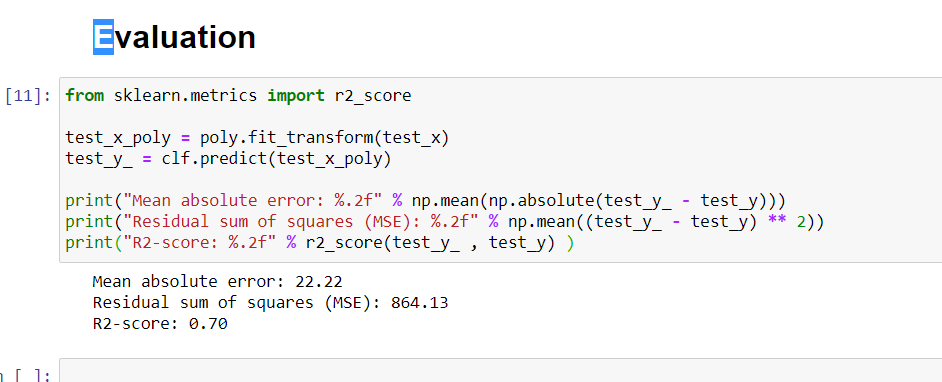 Evaluation
[11]: from sklearn.metrics import r2_score
test_x_poly = poly.fit_transform(test_x)
test_y_ = clf.predict(test_x_poly)
print("Mean absolute error: %.2f" % np.mean(np.absolute(test_y_ - test_y)))
print("Residual sum of squares (MSE): %.2f" % np.mean((test_y_ - test_y) ** 2))
print("R2-score: %.2f" % r2_score(test_y_ , test_y) )
Mean absolute error: 22.22
Residual sum of squares (MSE): 864.13
R2-score: 0.70
n [ ]: